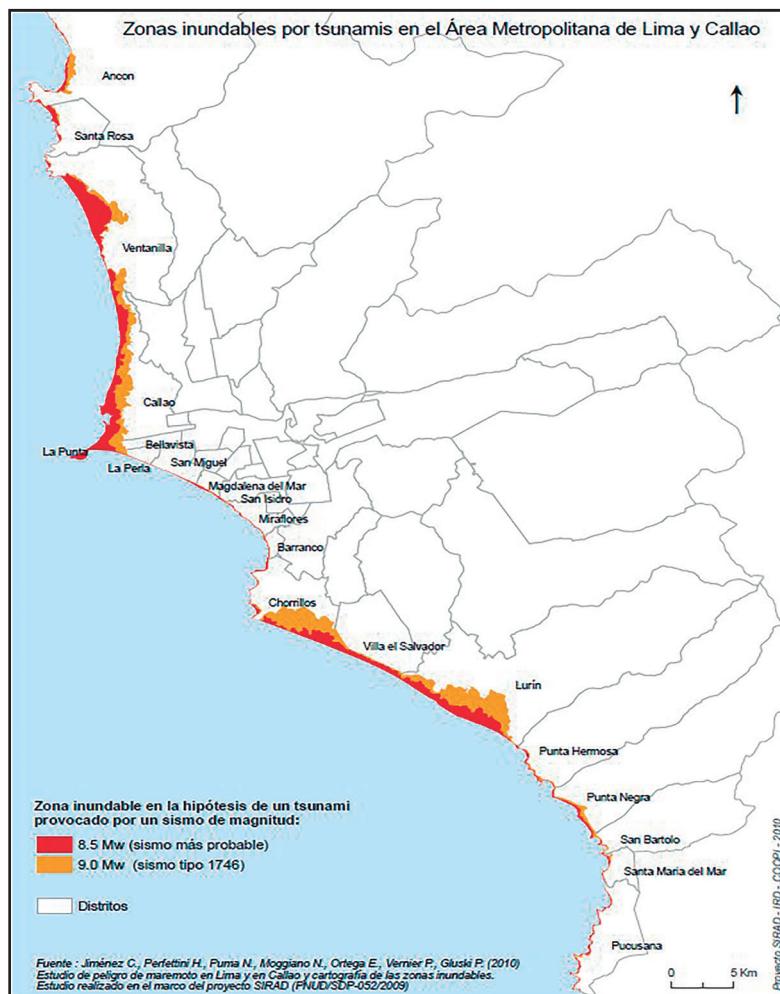 Zonas inundables por tsunamis en el Área Metropolitana de Lima y Callao
Ancon
Santa Rosa
Ventanilla
Callao
La Punta
Bellavista
La Perla
San Miguel
Magdalena del Mar
San Isidro
Miraflores
Barranco
Chorrillos
Villa el Salvador
Lurín
Punta Hermosa
Punta Negra
San Bartolo
Santa Maria del Mar
Pucusana
Zona inundable en la hipótesis de un tsunami
provocado por un sismo de magnitud:
8.5 Mw (sismo más probable)
9.0 Mw (sismo tipo 1746)
Distritos
Fuente : Jiménez C., Perfettini H., Puma N., Moggiano N., Ortega E., Vernier P., Gluski P. (2010)
Estudio de peligro de maremoto en Lima y en Callao y cartografía de las zonas inundables.
Estudio realizado en el marco del proyecto SIRAD (PNUD/SDP-052/2009)
0 5 Km
Proyecto SIRAD - IRD - COOPI - 2010